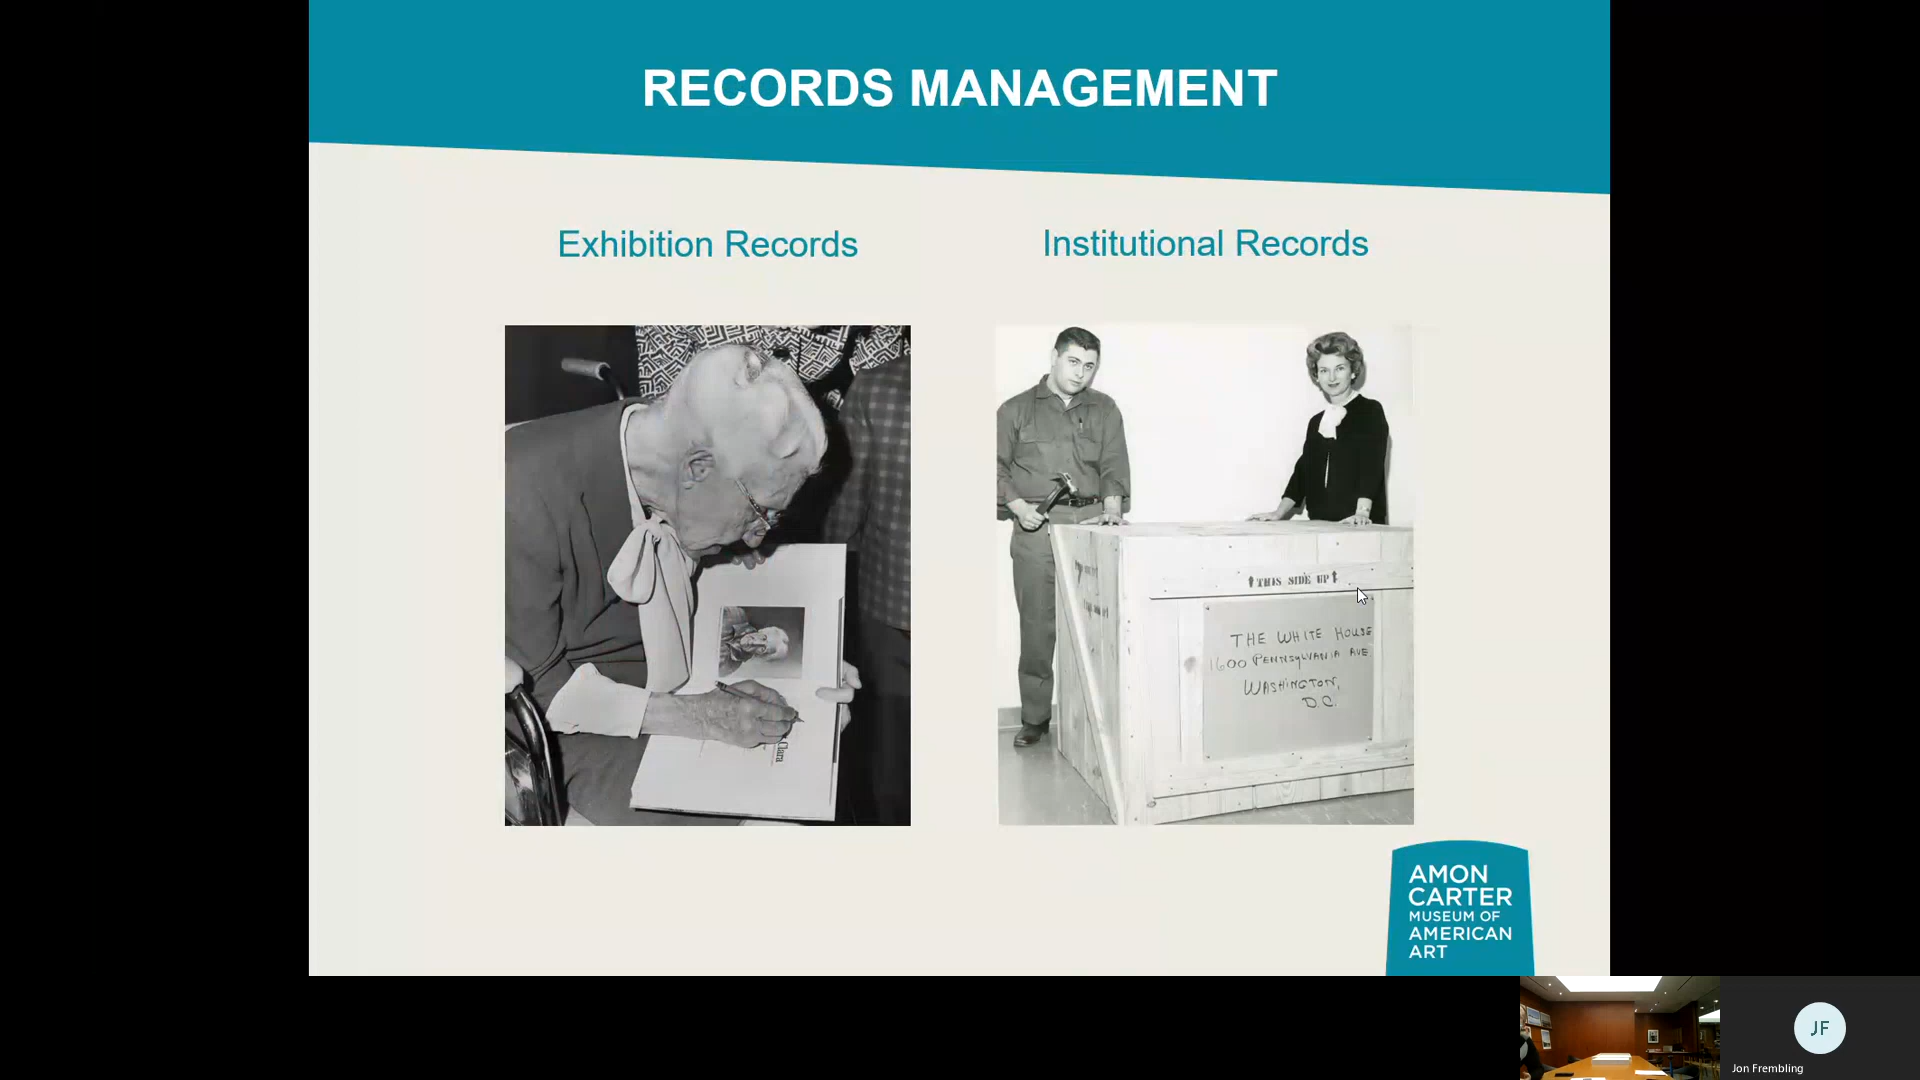 RECORDS MANAGEMENT
Exhibition Records
Institutional Records
THIS SIDE UP
THE WHITE HOUSE
1600 PENNSYLVANIA AVE
WASHINGTON,
D.C.
Clara
AMON
CARTER
MUSEUM OF
AMERICAN
ART
JF
Jon Frembling